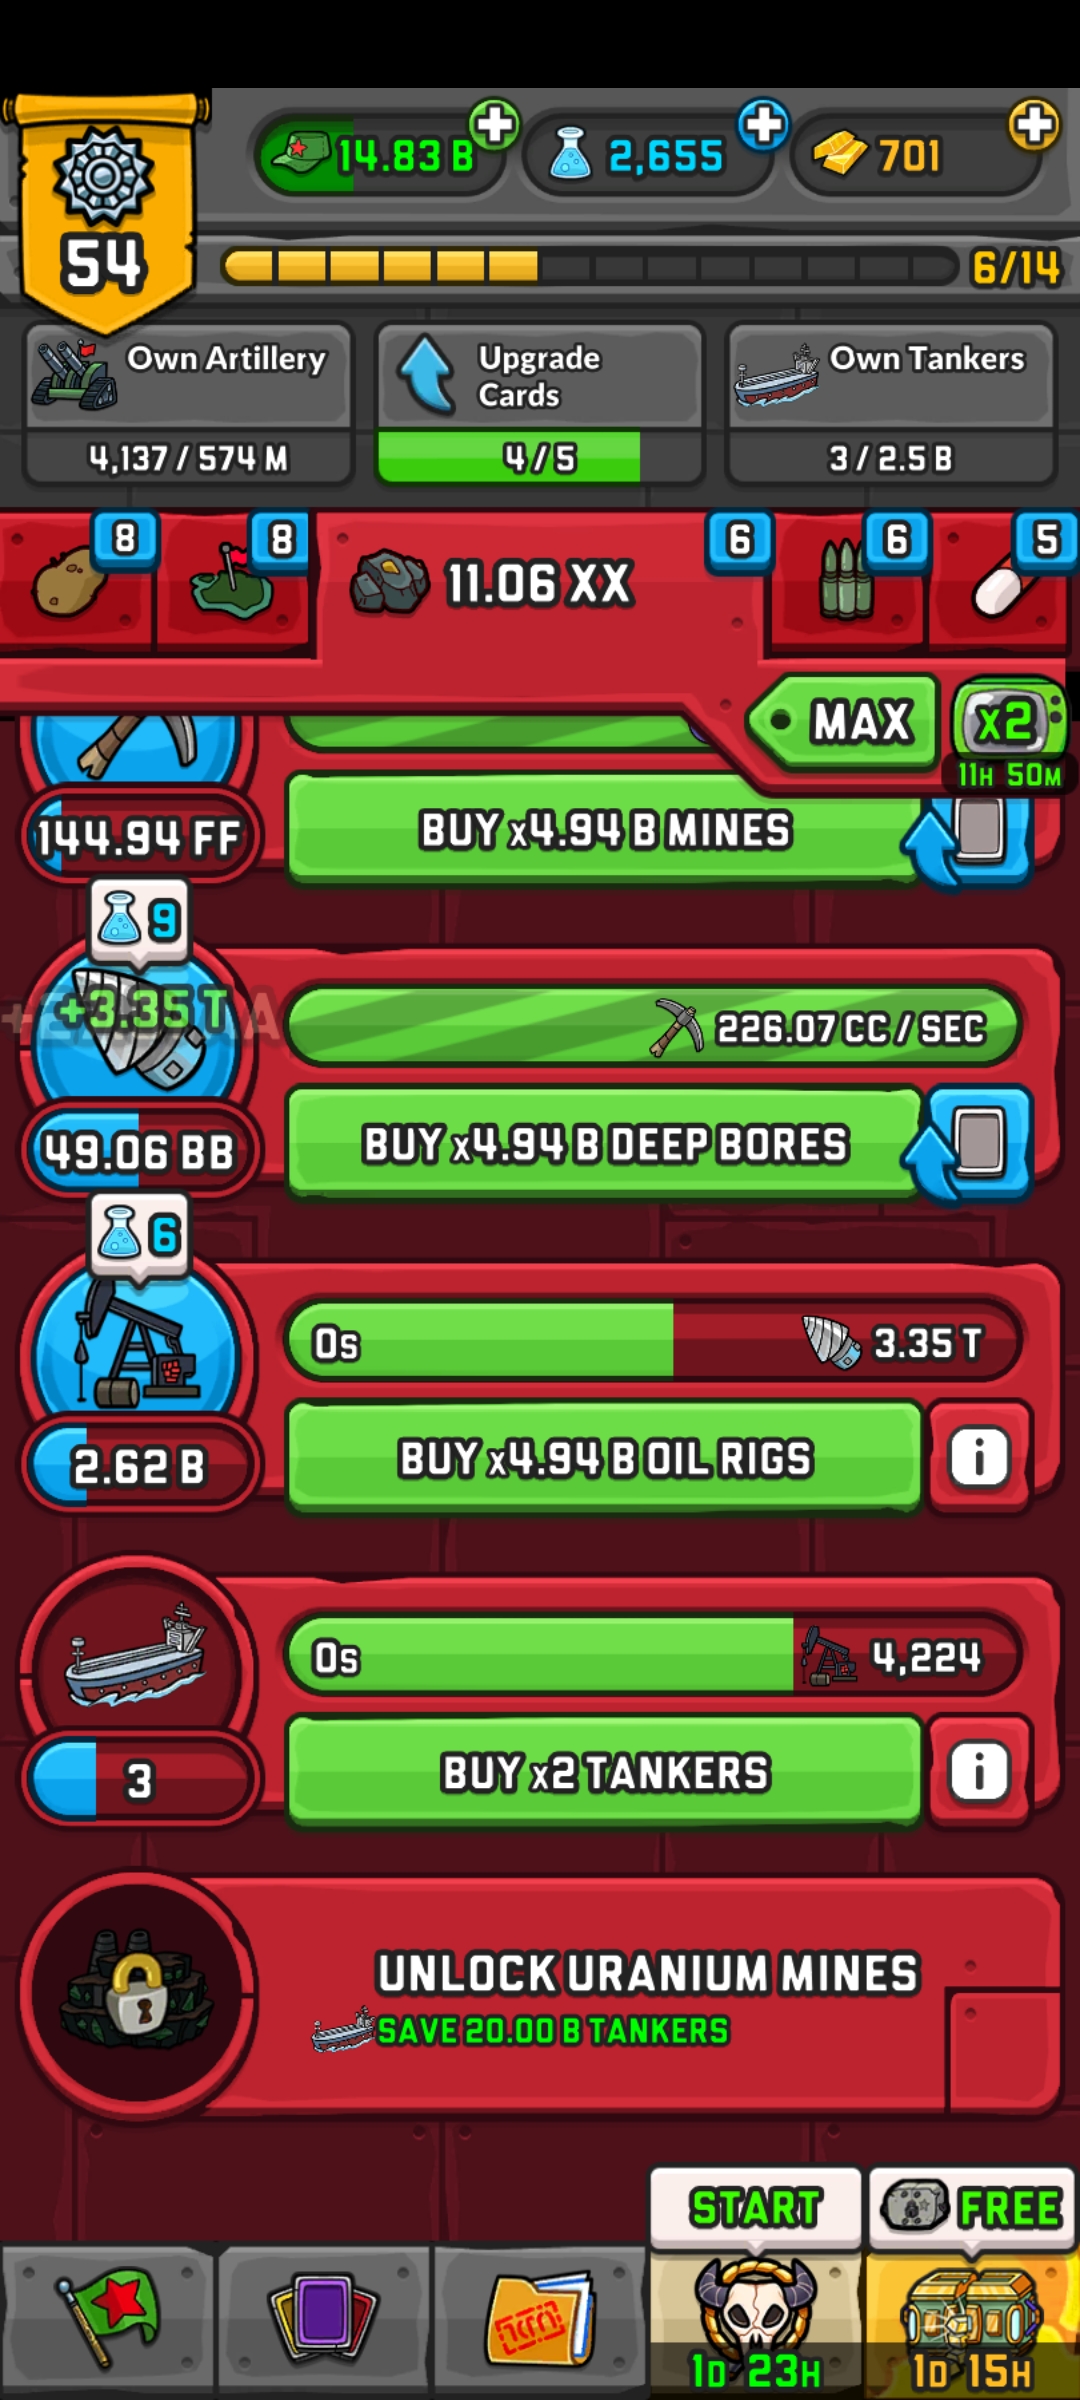 14.83 B
2,655
701
54
6/14
Own Artillery
4,137 / 574 M
Upgrade
Cards
4 / 5
Own Tankers
3 / 2.5 B
8
8
11.06 XX
6
6
5
MAX
x2
11H 50M
144.94 FF
BUY x4.94 B MINES
9
+3.35 T
226.07 CC / SEC
49.06 BB
BUY x4.94 B DEEP BORES
6
0s
3.35 T
2.62 B
BUY x4.94 B OIL RIGS
i
0s
4,224
3
BUY x2 TANKERS
i
UNLOCK URANIUM MINES
SAVE 20.00 B TANKERS
START
FREE
1D 23H
1D 15H